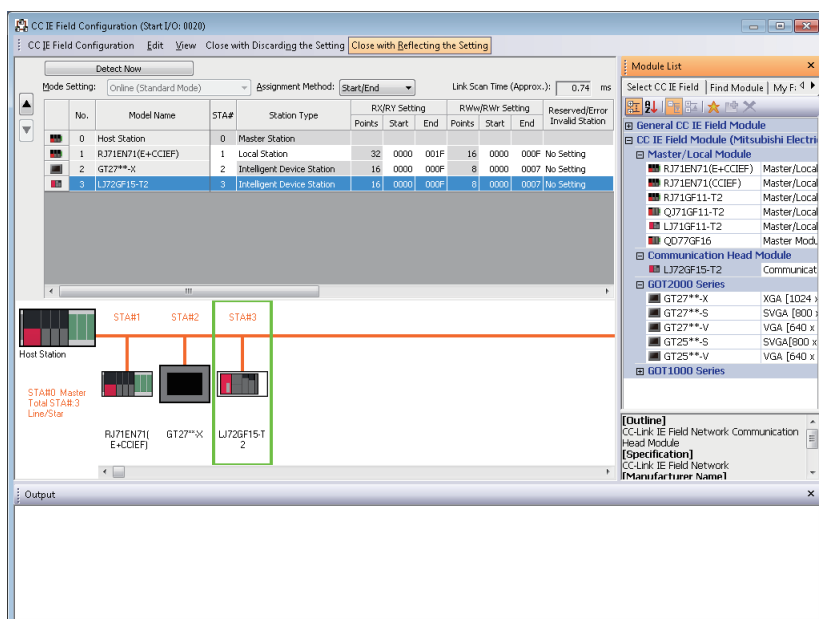 CC IE Field Configuration (Start I/O: 0020)
CC IE Field Configuration Edit View Close with Discarding the Setting Close with Reflecting the Setting
Detect Now
Mode Setting: Online (Standard Mode) Assignment Method: Start/End Link Scan Time (Approx.): 0.74 ms
No. Model Name STA# Station Type RX/RY Setting RWw/RWr Setting Reserved/Error Invalid Station
Points Start End Points Start End
0 Host Station 0 Master Station
1 RJ71EN71(E+CCIEF) 1 Local Station 32 0000 001F 16 0000 000F No Setting
2 GT27**-X 2 Intelligent Device Station 16 0000 000F 8 0000 0007 No Setting
3 LJ72GF15-T2 3 Intelligent Device Station 16 0000 000F 8 0000 0007 No Setting
STA#1 STA#2 STA#3
Host Station
STA#0 Master
Total STA#:3
Line/Star
RJ71EN71(
E+CCIEF)
GT27**-X
LJ72GF15-T
2
Module List
Select CC IE Field Find Module My F
General CC IE Field Module
CC IE Field Module (Mitsubishi Electri
Master/Local Module
RJ71EN71(E+CCIEF) Master/Local
RJ71EN71(CCIEF) Master/Local
RJ71GF11-T2 Master/Local
QJ71GF11-T2 Master/Local
LJ71GF11-T2 Master/Local
QD77GF16 Master Modu
Communication Head Module
LJ72GF15-T2 Communicat
GOT2000 Series
GT27**-X XGA [1024 x
GT27**-S SVGA [800 x
GT27**-V VGA [640 x
GT25**-S SVGA[800 x
GT25**-V VGA [640 x
GOT1000 Series
[Outline]
CC-Link IE Field Network Communication
Head Module
[Specification]
CC-Link IE Field Network
[Manufacturer Name]
Output